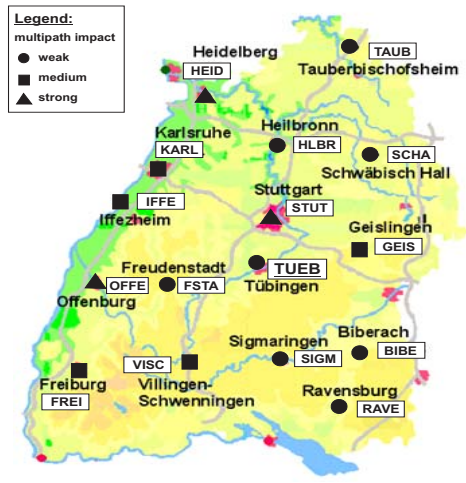 Legend:
multipath impact
weak
medium
strong
TAUB
Tauberbischofsheim
Heidelberg
HEID
Karlsruhe
KARL
Heilbronn
HLBR
SCHA
Schwäbisch Hall
IFFE
Iffezheim
Stuttgart
STUT
Geislingen
GEIS
Freudenstadt
OFFE
FSTA
Offenburg
TUEB
Tübingen
Sigmaringen
SIGM
Biberach
BIBE
VISC
Villingen-
Schwenningen
Freiburg
FREI
Ravensburg
RAVE